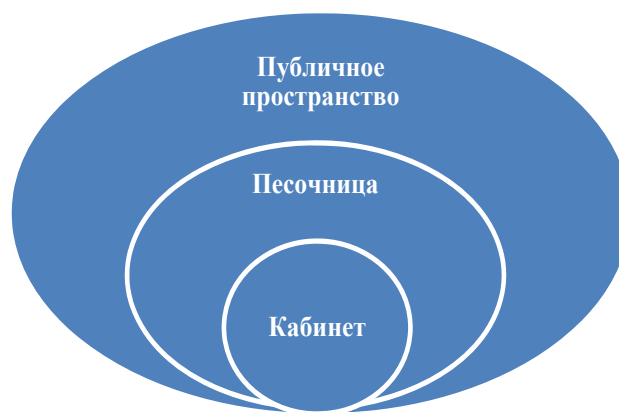 Публичное
пространство
Песочница
Кабинет